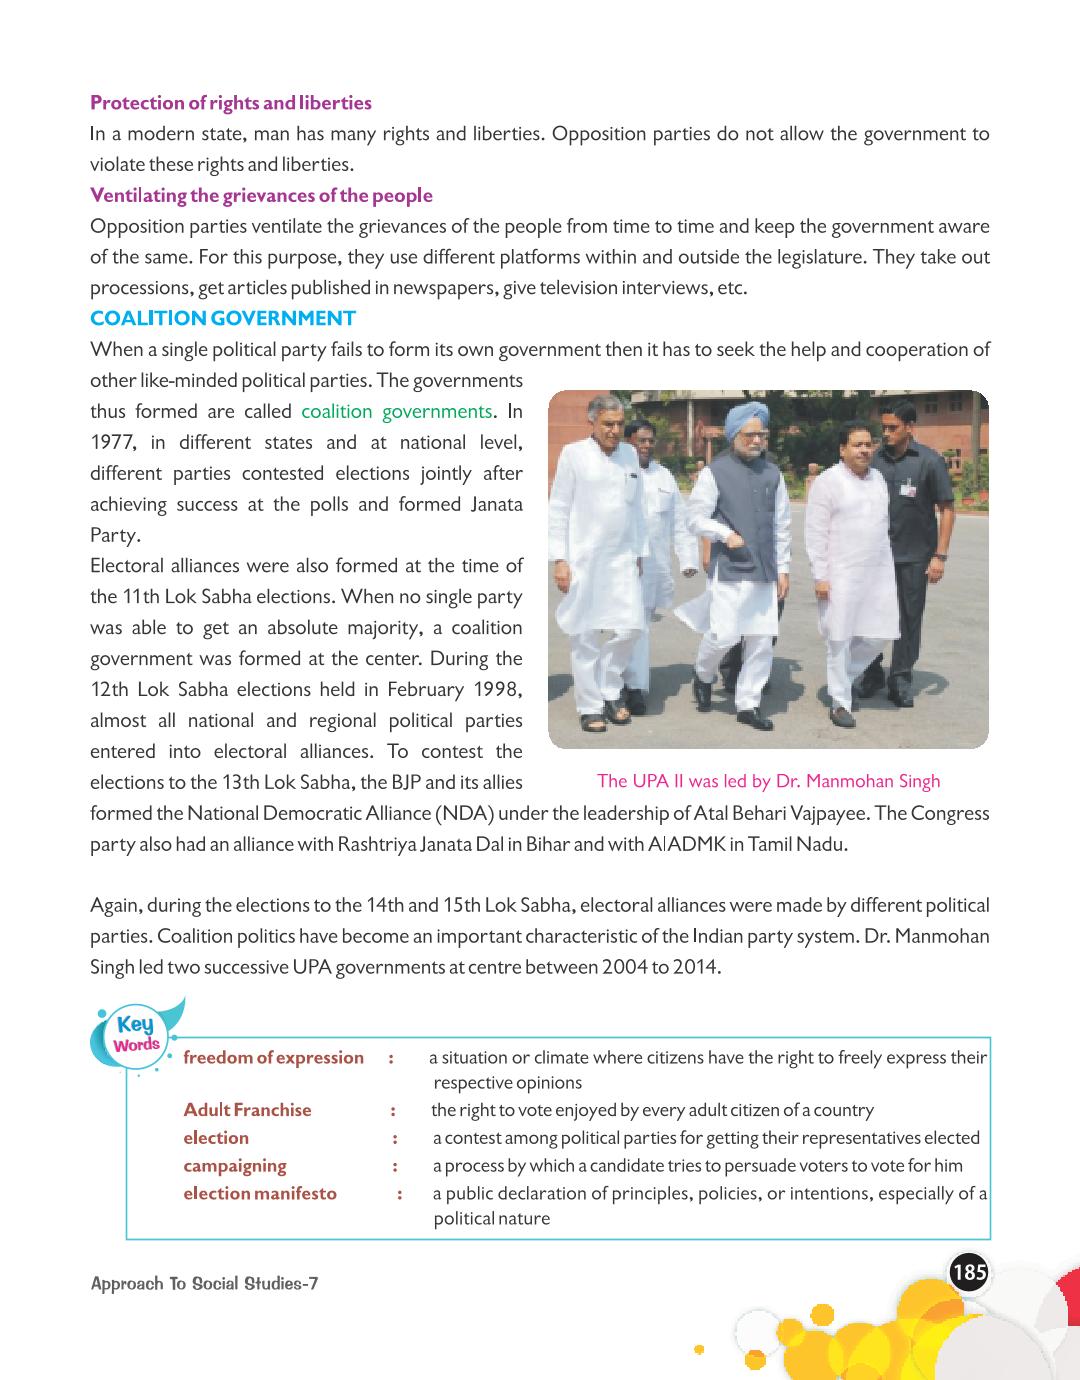 Protection of rights and liberties
In a modern state, man has many rights and liberties. Opposition parties do not allow the government to
violate these rights and liberties.
Ventilating the grievances of the people
Opposition parties ventilate the grievances of the people from time to time and keep the government aware
of the same. For this purpose, they use different platforms within and outside the legislature. They take out
processions, get articles published in newspapers, give television interviews, etc.
COALITION GOVERNMENT
When a single political party fails to form its own government then it has to seek the help and cooperation of
other like-minded political parties. The governments
thus formed are called coalition governments. In
1977, in different states and at national level,
different parties contested elections jointly after
achieving success at the polls and formed Janata
Party.
Electoral alliances were also formed at the time of
the 11th Lok Sabha elections. When no single party
was able to get an absolute majority, a coalition
government was formed at the center. During the
12th Lok Sabha elections held in February 1998,
almost all national and regional political parties
entered into electoral alliances. To contest the
elections to the 13th Lok Sabha, the BJP and its allies
The UPA II was led by Dr. Manmohan Singh
formed the National Democratic Alliance (NDA) under the leadership of Atal Behari Vajpayee. The Congress
party also had an alliance with Rashtriya Janata Dal in Bihar and with AIADMK in Tamil Nadu.
Again, during the elections to the 14th and 15th Lok Sabha, electoral alliances were made by different political
parties. Coalition politics have become an important characteristic of the Indian party system. Dr. Manmohan
Singh led two successive UPA governments at centre between 2004 to 2014.
Key
Words
freedom of expression : a situation or climate where citizens have the right to freely express their
respective opinions
Adult Franchise : the right to vote enjoyed by every adult citizen of a country
election : a contest among political parties for getting their representatives elected
campaigning : a process by which a candidate tries to persuade voters to vote for him
election manifesto : a public declaration of principles, policies, or intentions, especially of a
political nature
Approach To Social Studies-7
185